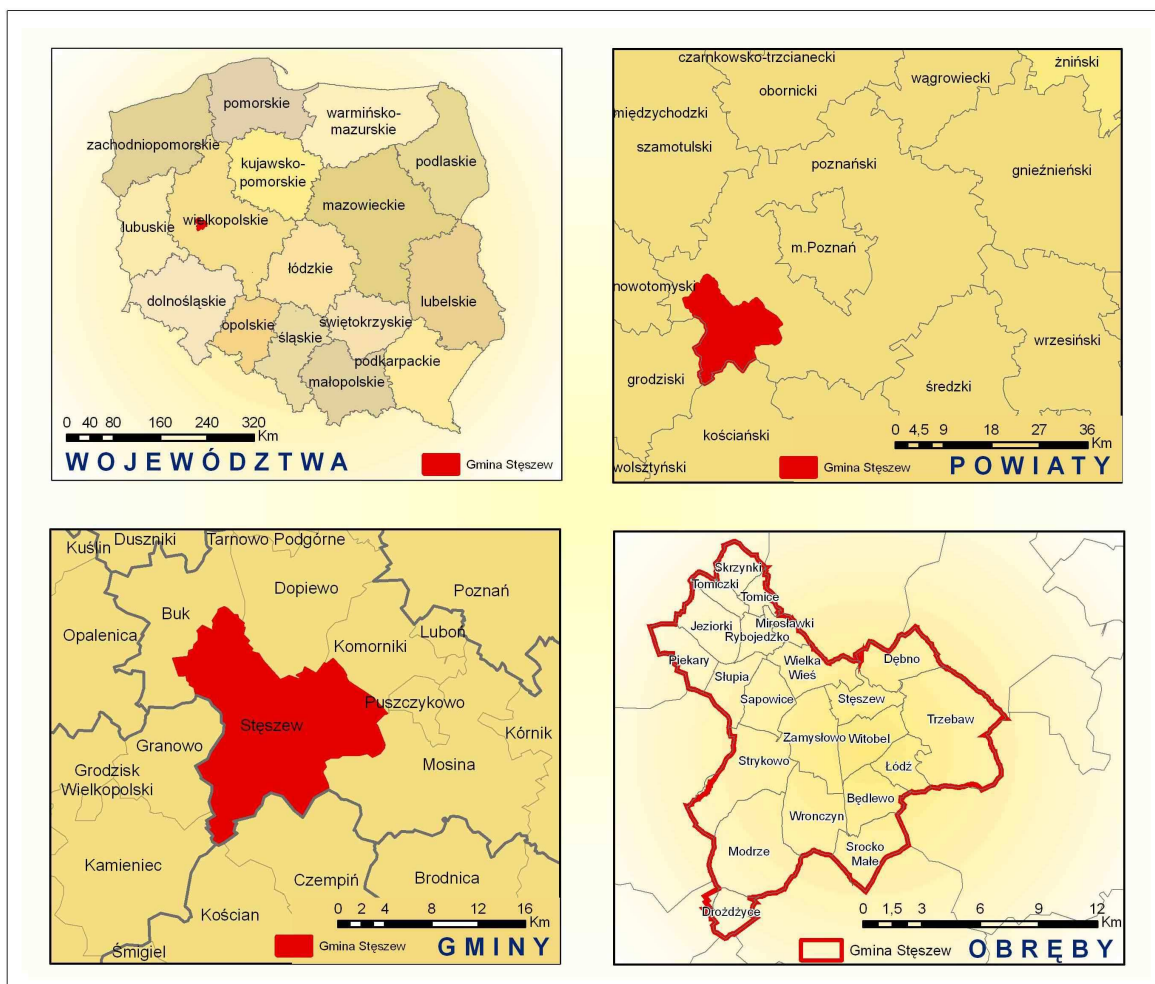 pomorskie
warmińsko-
mazurskie
zachodniopomorskie
podlaskie
kujawsko-
pomorskie
mazowieckie
wielkopolskie
lubuskie
łódzkie
lubelskie
dolnośląskie
opolskie
świętokrzyskie
śląskie
podkarpackie
małopolskie
0 40 80 160 240 320
Km
WOJEWÓDZTWA
Gmina Stęszew
czarnkowsko-trzcianecki
żniński
wągrowiecki
obornicki
międzychodzki
szamotulski
poznański
gnieźnieński
m.Poznań
nowotomyski
wrzesiński
grodziski
średzki
kościański
wolsztyński
0 4,5 9 18 27 36
Km
Gmina Stęszew
POWIATY
Kuślin
Duszniki
Tarnowo Podgórne
Dopiewo
Poznań
Buk
Opalenica
Luboń
Komorniki
Puszczykowo
Stęszew
Kórnik
Granowo
Mosina
Grodzisk
Wielkopolski
Kamieniec
Czempiń
Brodnica
Kościan
Śmigiel
0 2 4 8 12 16
Km
Gmina Stęszew
GMINY
Skrzynki
Tomiczki
Tomice
Mirosławki
Jeziorki
Rybojedzko
Piekary
Wielka
Wieś
Dębno
Słupia
Sapowice
Stęszew
Trzebaw
Zamysłowo
Witobel
Strykowo
Łódź
Będlewo
Wronczyn
Modrze
Srocko
Małe
Drożdżyce
0 1,5 3 6 9 12
Km
Gmina Stęszew
OBRĘBY